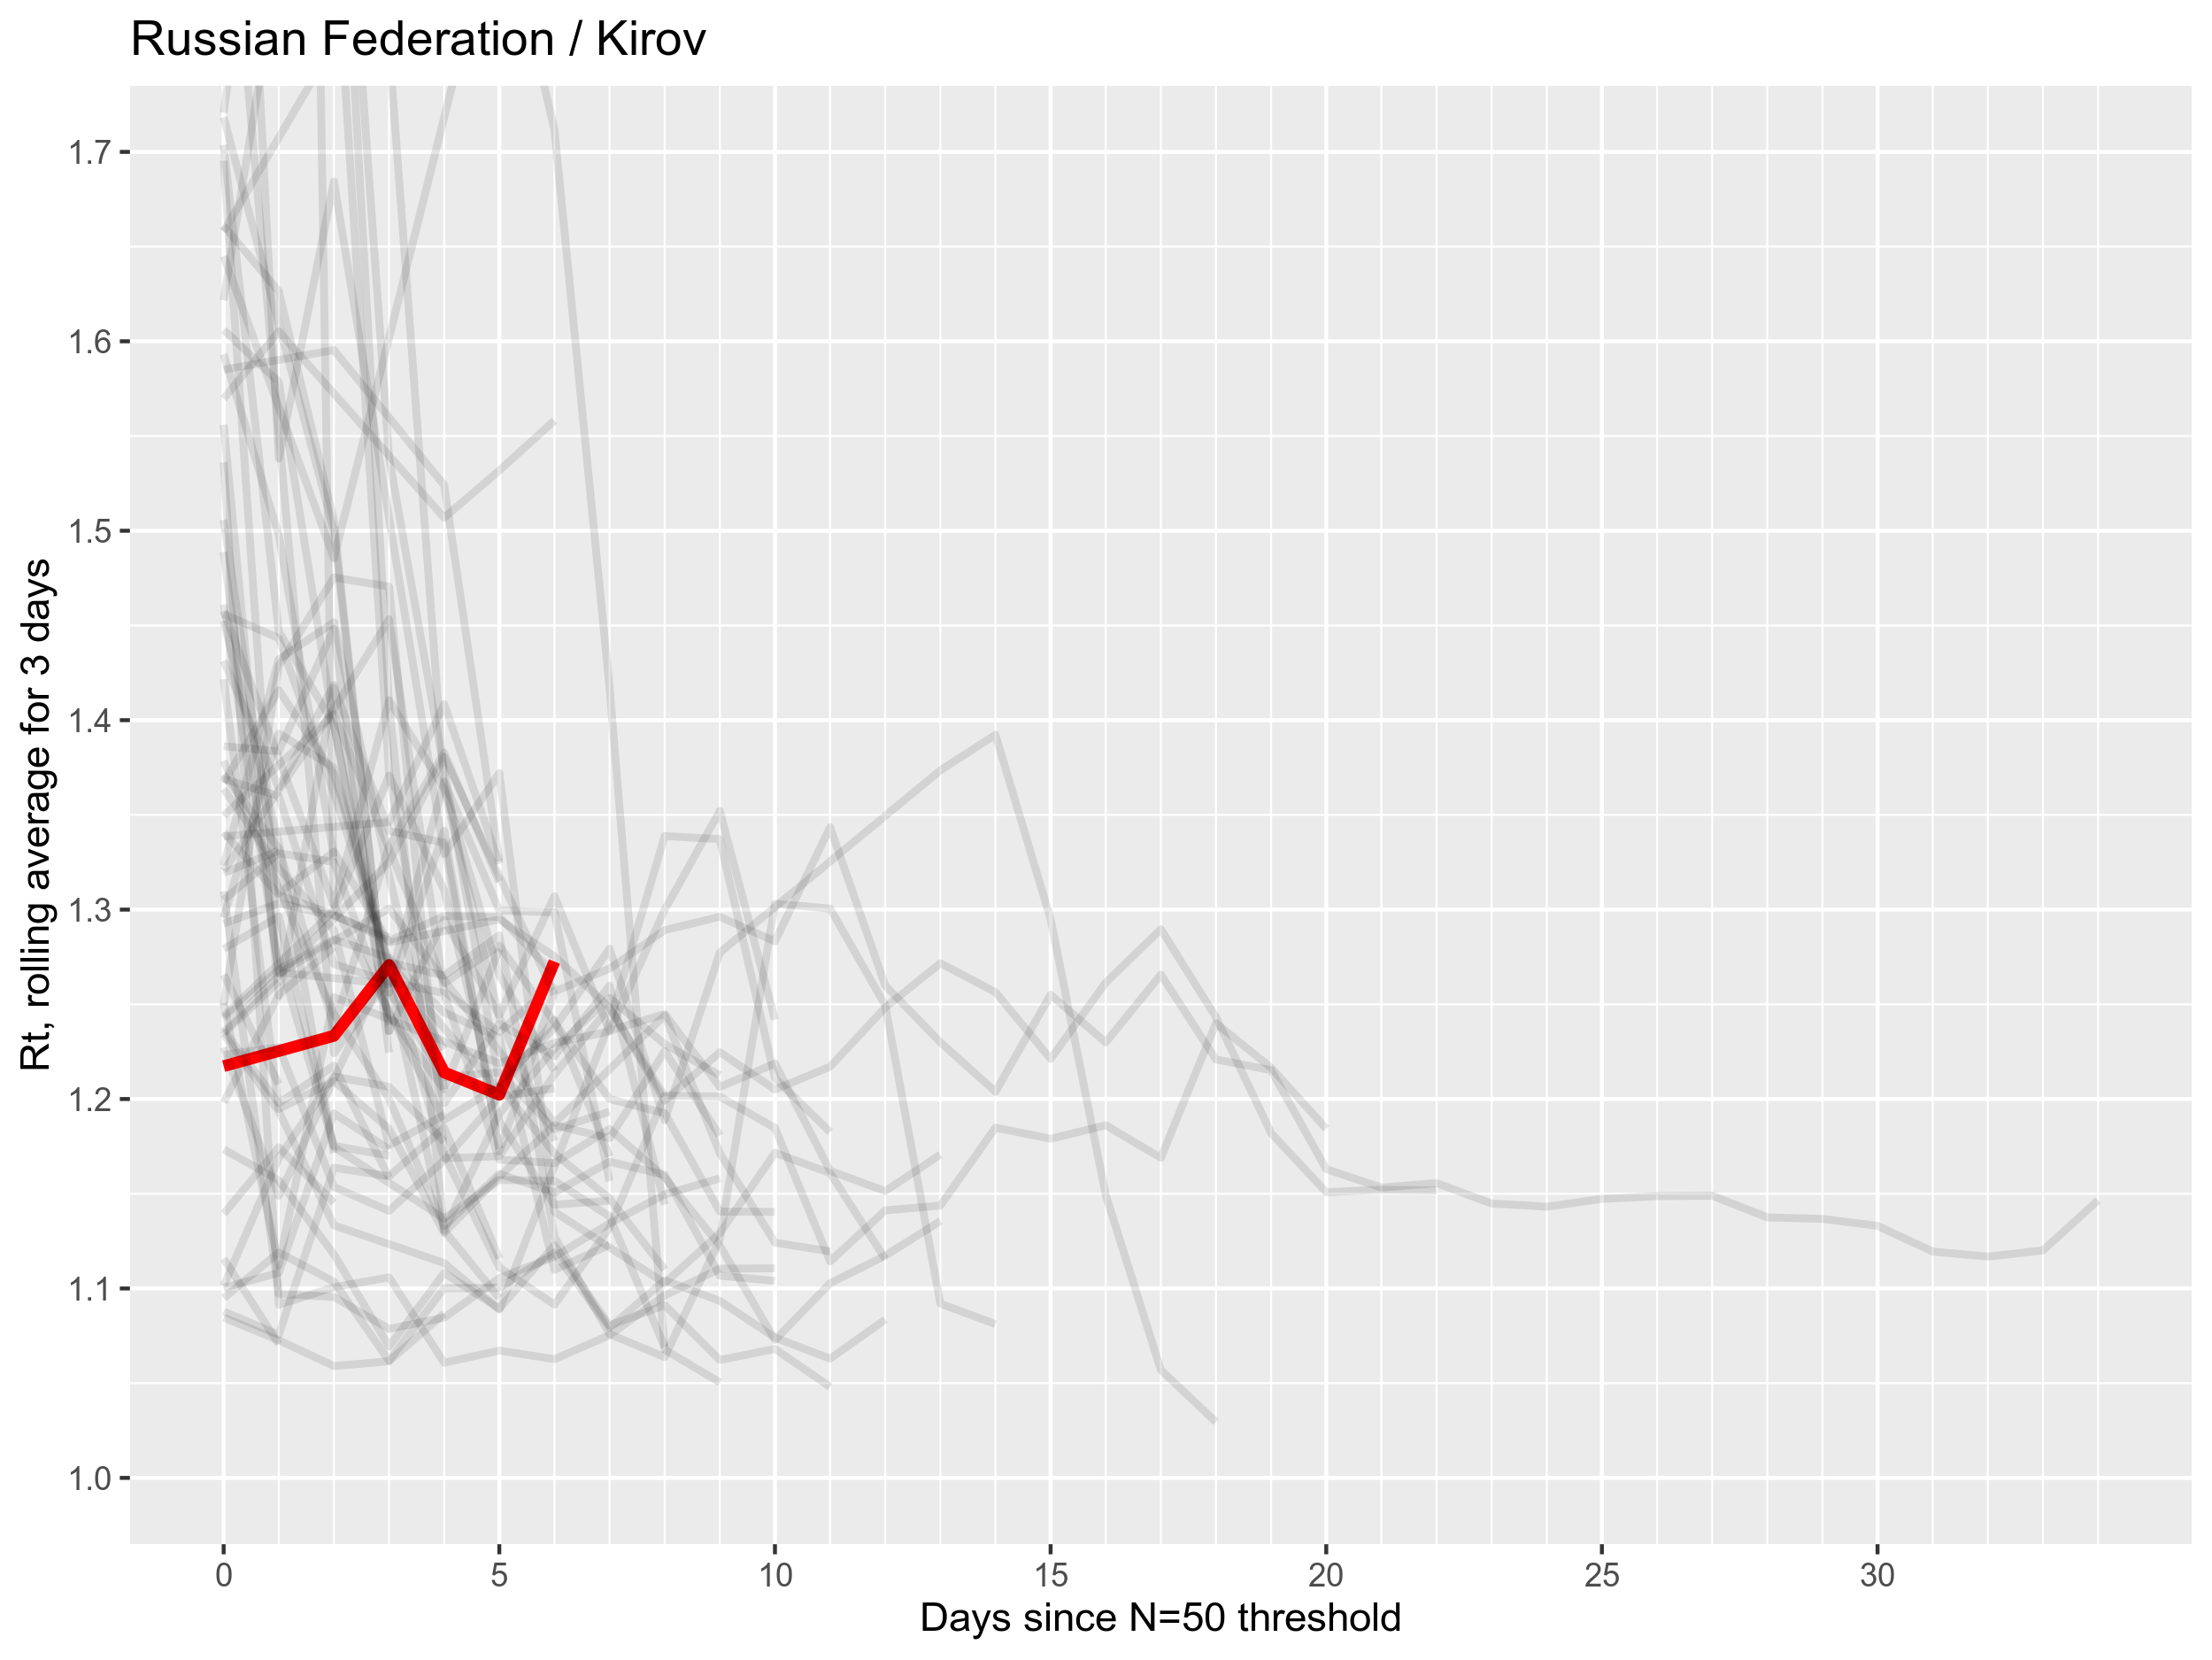 Russian Federation / Kirov
Rt, rolling average for 3 days
1.7
1.6
1.5
1.4
1.3
1.2
1.1
1.0
0 5 10 15 20 25 30
Days since N=50 threshold